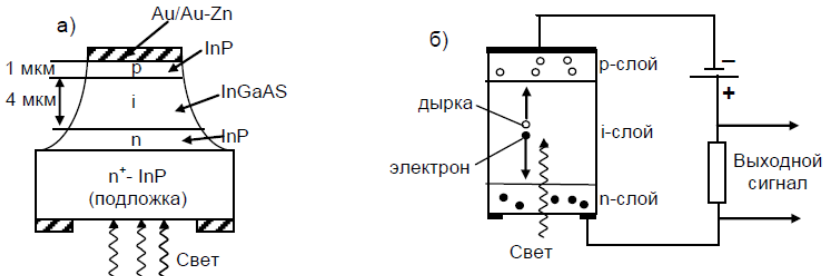 а)
Au/Au-Zn
InP
1 мкм
p
4 мкм
i
InGaAS
n
InP
n⁺- InP
(подложка)
Свет
б)
p-слой
дырка
i-слой
электрон
n-слой
Свет
–
+
Выходной
сигнал